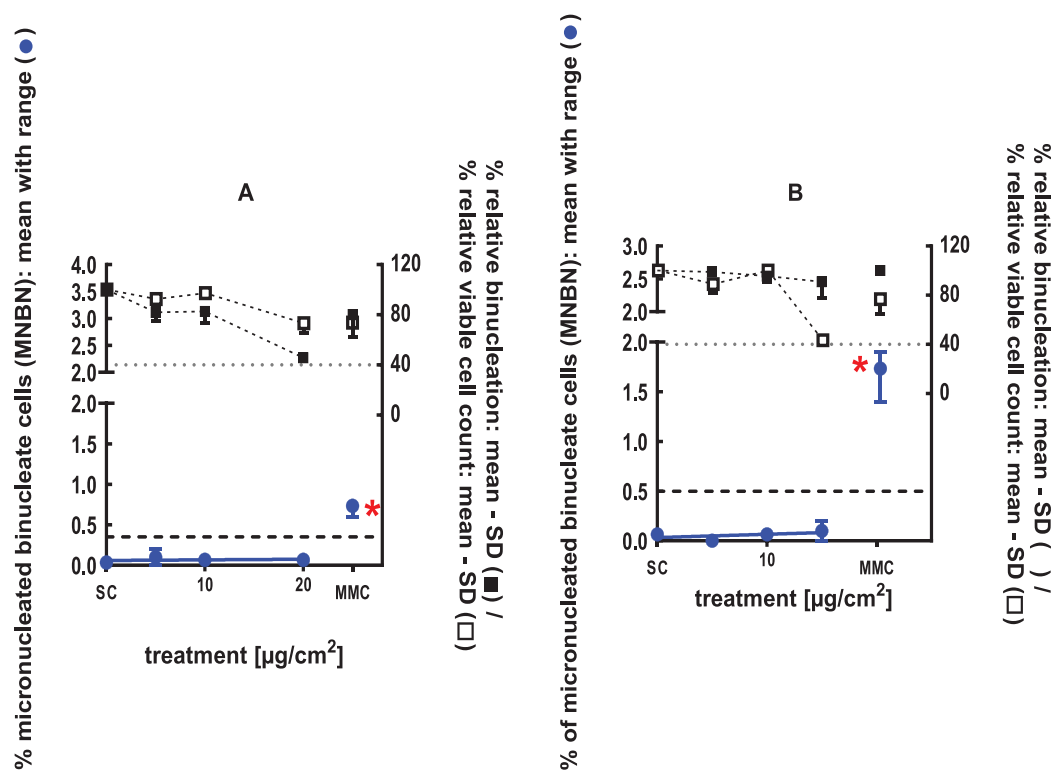 % micronucleated binucleate cells (MNBN): mean with range (●)
A
4.0
3.5
3.0
2.5
2.0
2.0
1.5
1.0
0.5
0.0
120
80
40
0
*
SC
10
20
MMC
treatment [µg/cm²]
% relative binucleation: mean - SD (■) /
% relative viable cell count: mean - SD (□)
% of micronucleated binucleate cells (MNBN): mean with range (●)
B
3.0
2.5
2.0
2.0
1.5
1.0
0.5
0.0
120
80
40
0
*
SC
10
MMC
treatment [µg/cm²]
% relative binucleation: mean - SD ( ) /
% relative viable cell count: mean - SD (□)